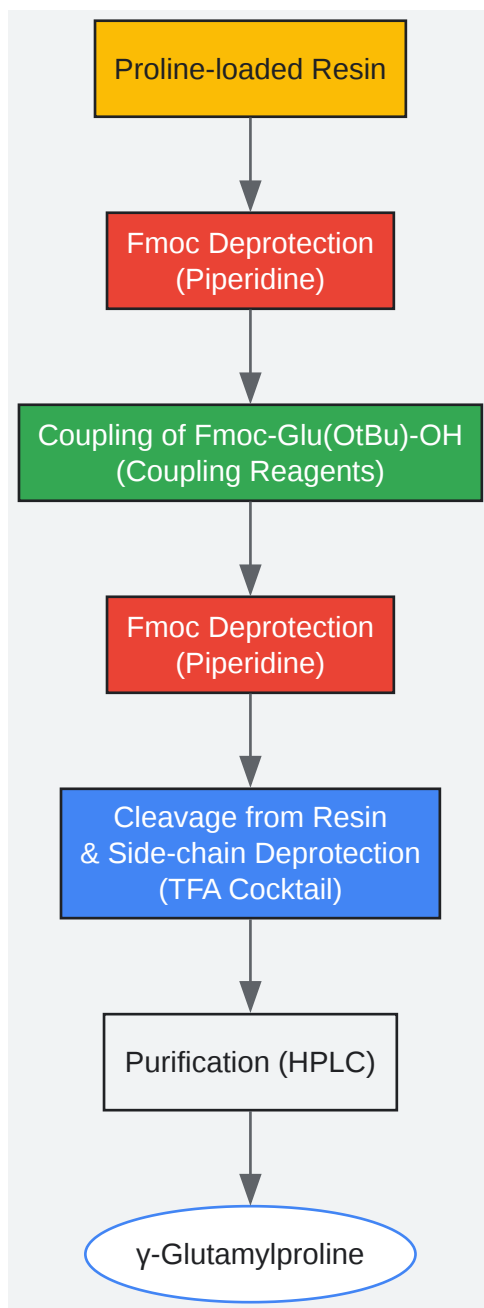 Proline-loaded Resin
Fmoc Deprotection
(Piperidine)
Coupling of Fmoc-Glu(OtBu)-OH
(Coupling Reagents)
Fmoc Deprotection
(Piperidine)
Cleavage from Resin
& Side-chain Deprotection
(TFA Cocktail)
Purification (HPLC)
γ-Glutamylproline